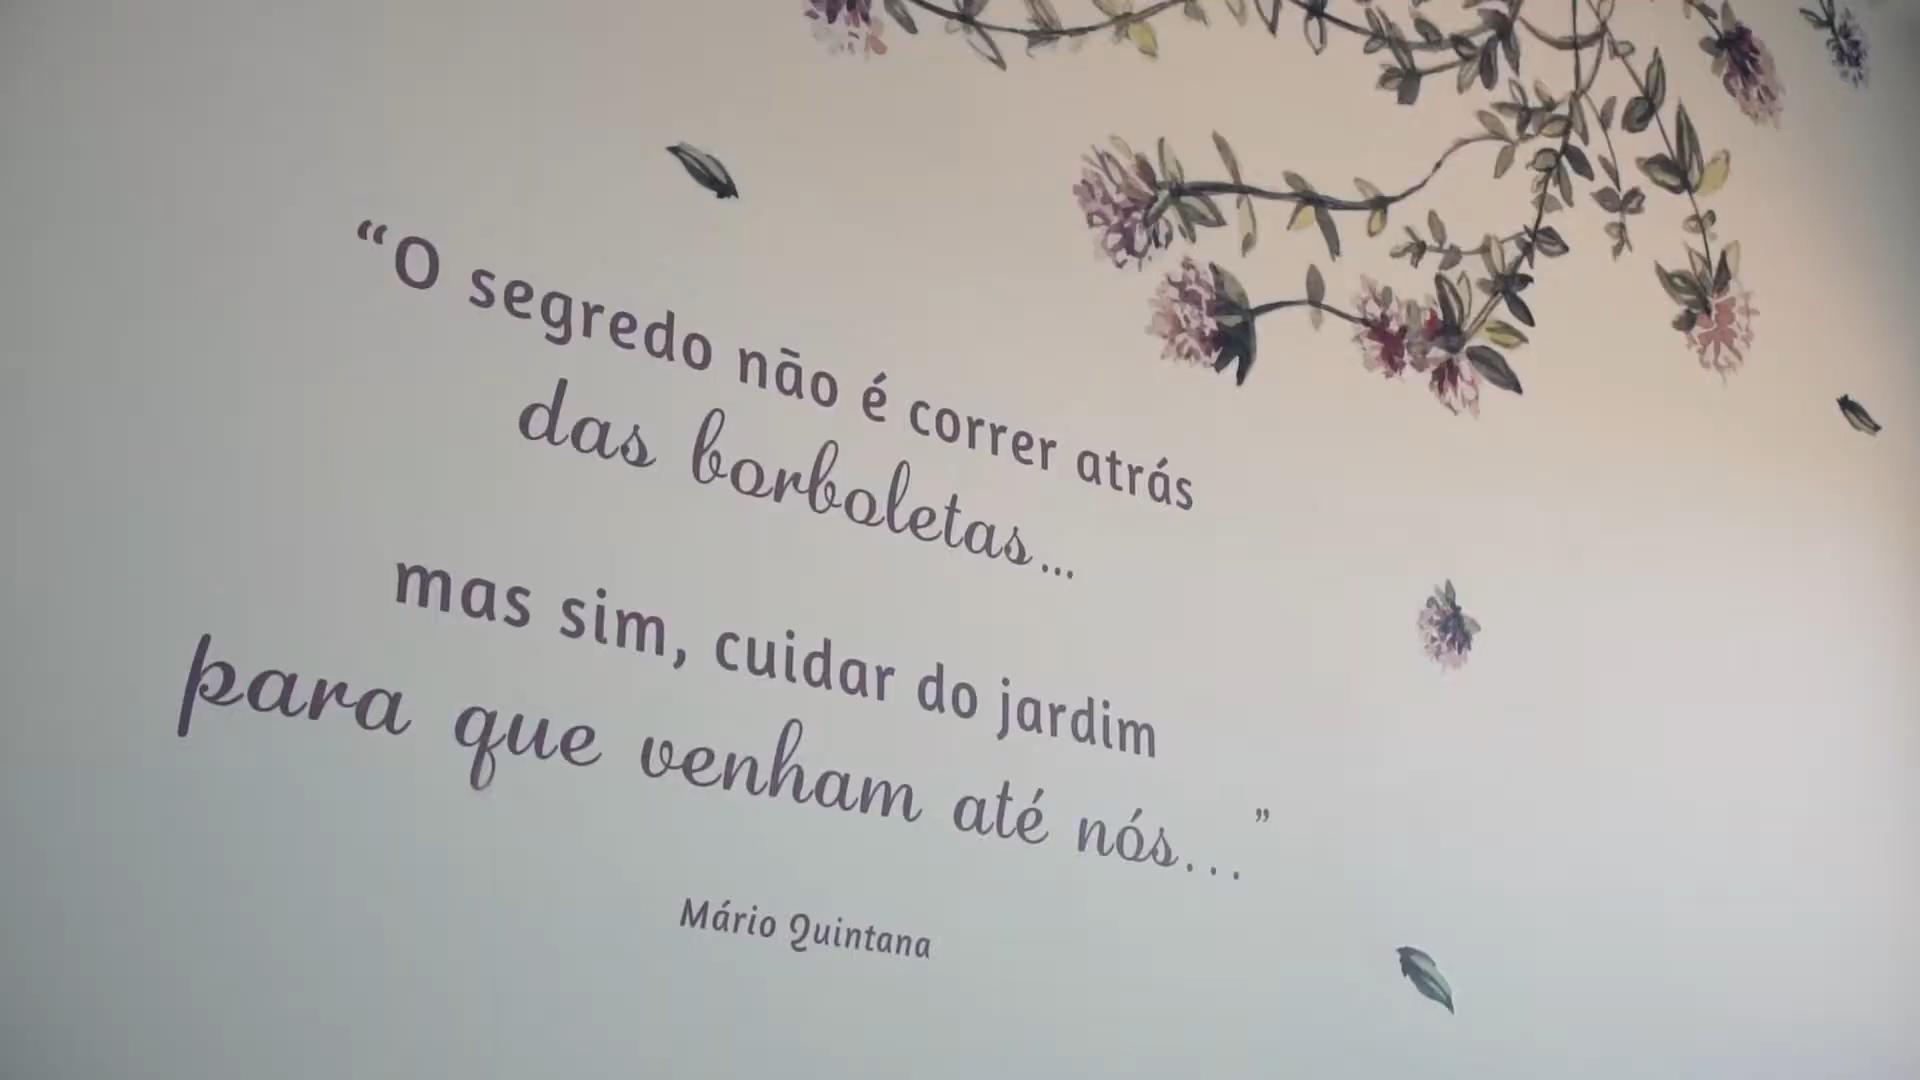 “O segredo não é correr atrás
das borboletas...
mas sim, cuidar do jardim
para que venham até nós...”
Mário Quintana